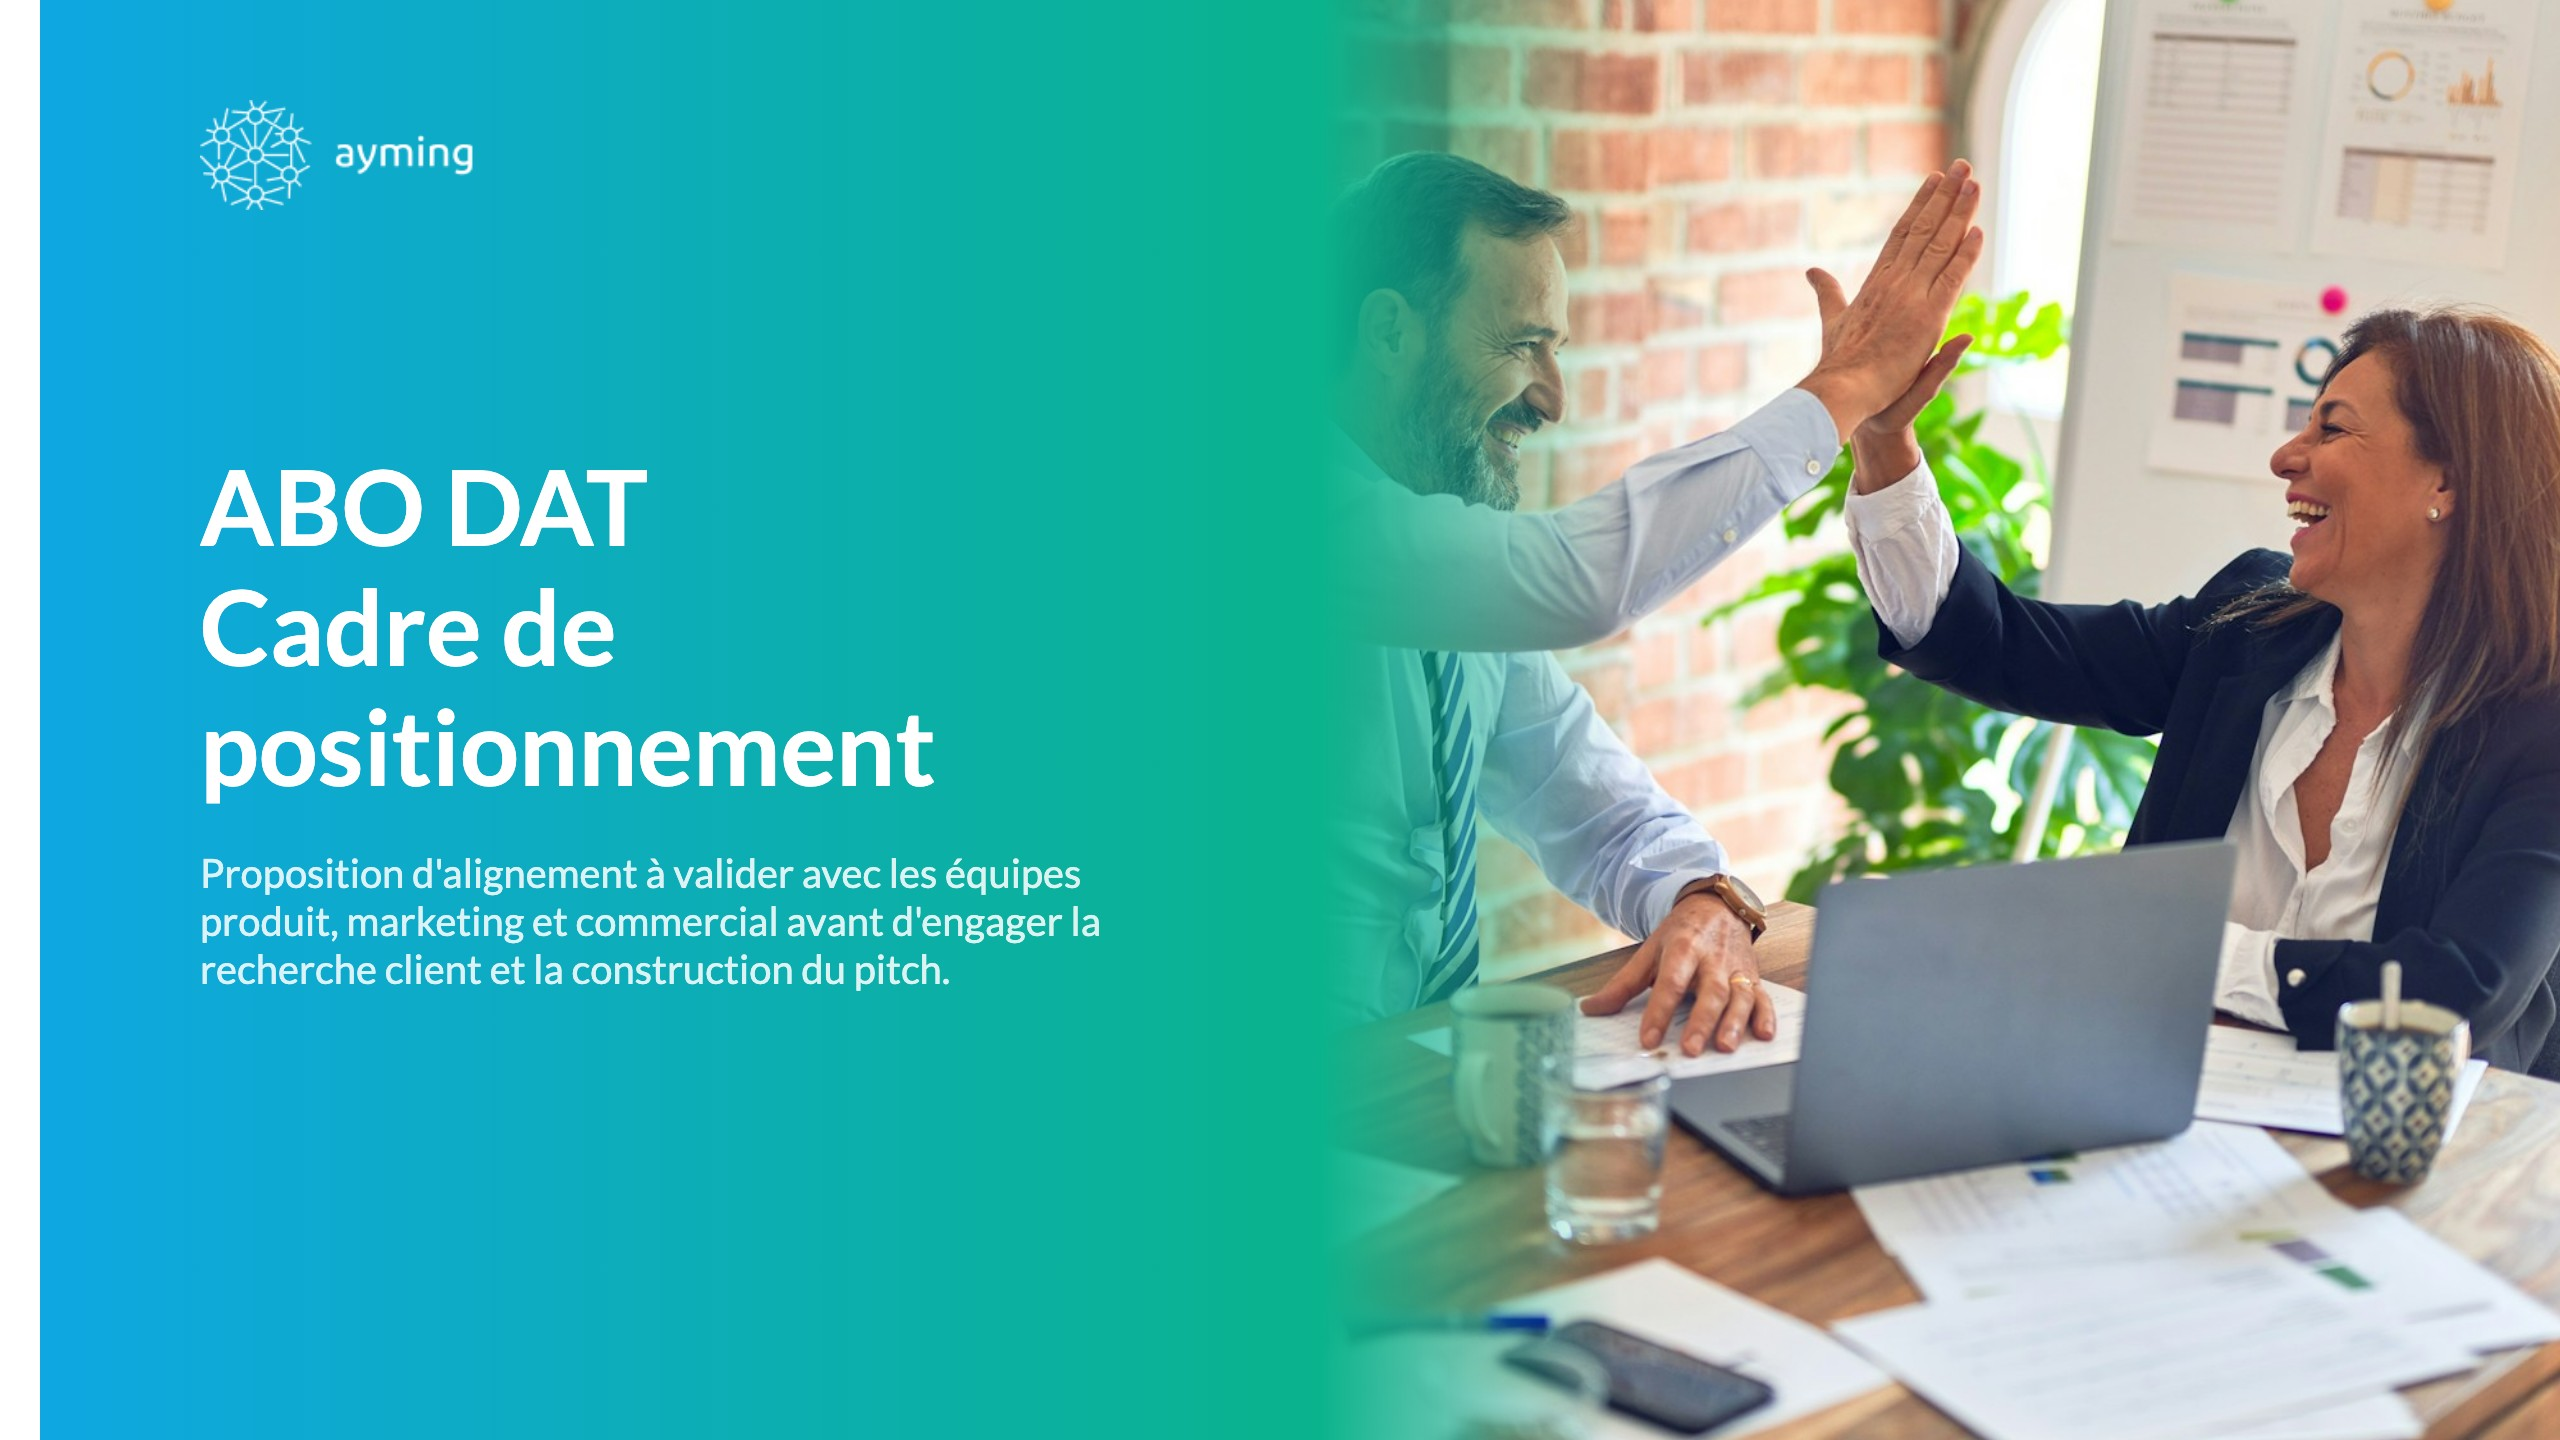 ayming
ABO DAT
Cadre de
positionnement
Proposition d'alignement à valider avec les équipes
produit, marketing et commercial avant d'engager la
recherche client et la construction du pitch.